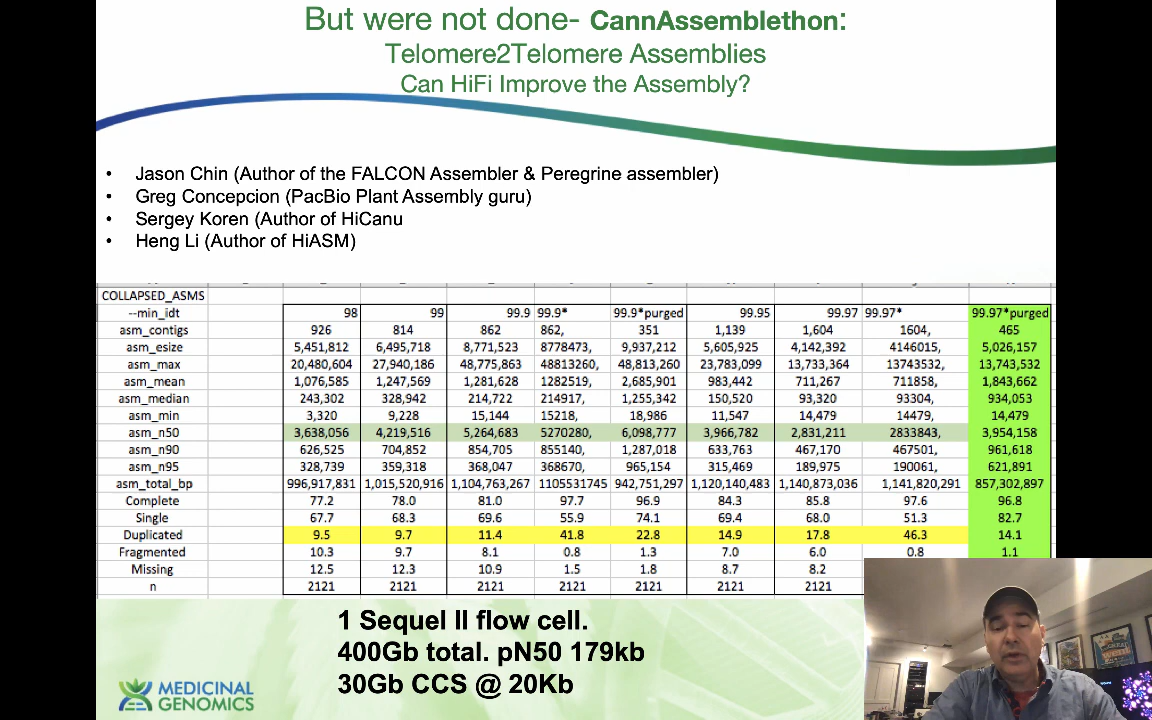 But were not done- CannAssemblethon:
Telomere2Telomere Assemblies
Can HiFi Improve the Assembly?
• Jason Chin (Author of the FALCON Assembler & Peregrine assembler)
• Greg Concepcion (PacBio Plant Assembly guru)
• Sergey Koren (Author of HiCanu
• Heng Li (Author of HiASM)
COLLAPSED_ASMS
--min_idt 98 99 99.9 99.9* 99.9*purged 99.95 99.97 99.97* 99.97*purged
asm_contigs 926 814 862 862, 351 1,139 1,604 1604, 465
asm_esize 5,451,812 6,495,718 8,771,523 8778473, 9,937,212 5,605,925 4,142,392 4146015, 5,026,157
asm_max 20,480,604 27,940,186 48,775,863 48813260, 48,813,260 23,783,099 13,733,364 13743532, 13,743,532
asm_mean 1,076,585 1,247,569 1,281,628 1282519, 2,685,901 983,442 711,267 711858, 1,843,662
asm_median 243,302 328,942 214,722 214917, 1,255,342 150,520 93,320 93304, 934,053
asm_min 3,320 9,228 15,144 15218, 18,986 11,547 14,479 14479, 14,479
asm_n50 3,638,056 4,219,516 5,264,683 5270280, 6,098,777 3,966,782 2,831,211 2833843, 3,954,158
asm_n90 626,525 704,852 854,705 855140, 1,287,018 633,763 467,170 467501, 961,618
asm_n95 328,739 359,318 368,047 368670, 965,154 315,469 189,975 190061, 621,891
asm_total_bp 996,917,831 1,015,520,916 1,104,763,267 1105531745 942,751,297 1,120,140,483 1,140,873,036 1,141,820,291 857,302,897
Complete 77.2 78.0 81.0 97.7 96.9 84.3 85.8 97.6 96.8
Single 67.7 68.3 69.6 55.9 74.1 69.4 68.0 51.3 82.7
Duplicated 9.5 9.7 11.4 41.8 22.8 14.9 17.8 46.3 14.1
Fragmented 10.3 9.7 8.1 0.8 1.3 7.0 6.0 0.8 1.1
Missing 12.5 12.3 10.9 1.5 1.8 8.7 8.2
n 2121 2121 2121 2121 2121 2121 2121
1 Sequel II flow cell.
400Gb total. pN50 179kb
30Gb CCS @ 20Kb
MEDICINAL
GENOMICS